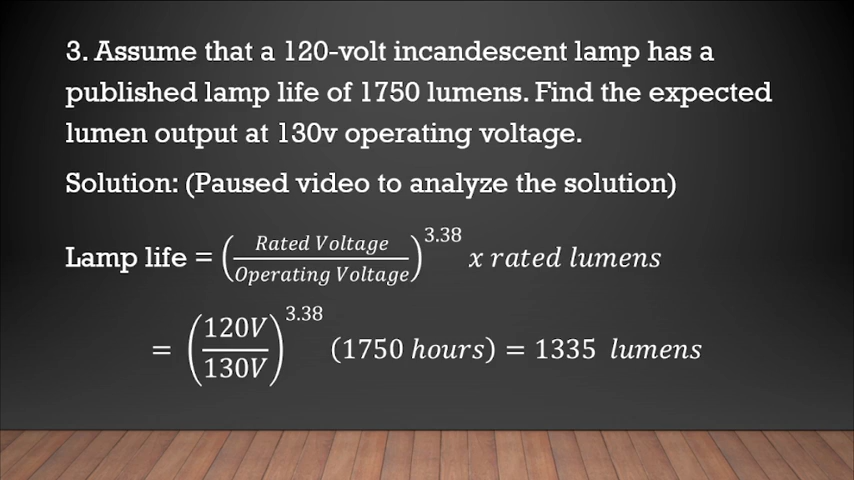 3. Assume that a 120-volt incandescent lamp has a
published lamp life of 1750 lumens. Find the expected
lumen output at 130v operating voltage.
Solution: (Paused video to analyze the solution)
Lamp life = (Rated Voltage / Operating Voltage)^3.38 x rated lumens
= (120V / 130V)^3.38 (1750 hours) = 1335 lumens